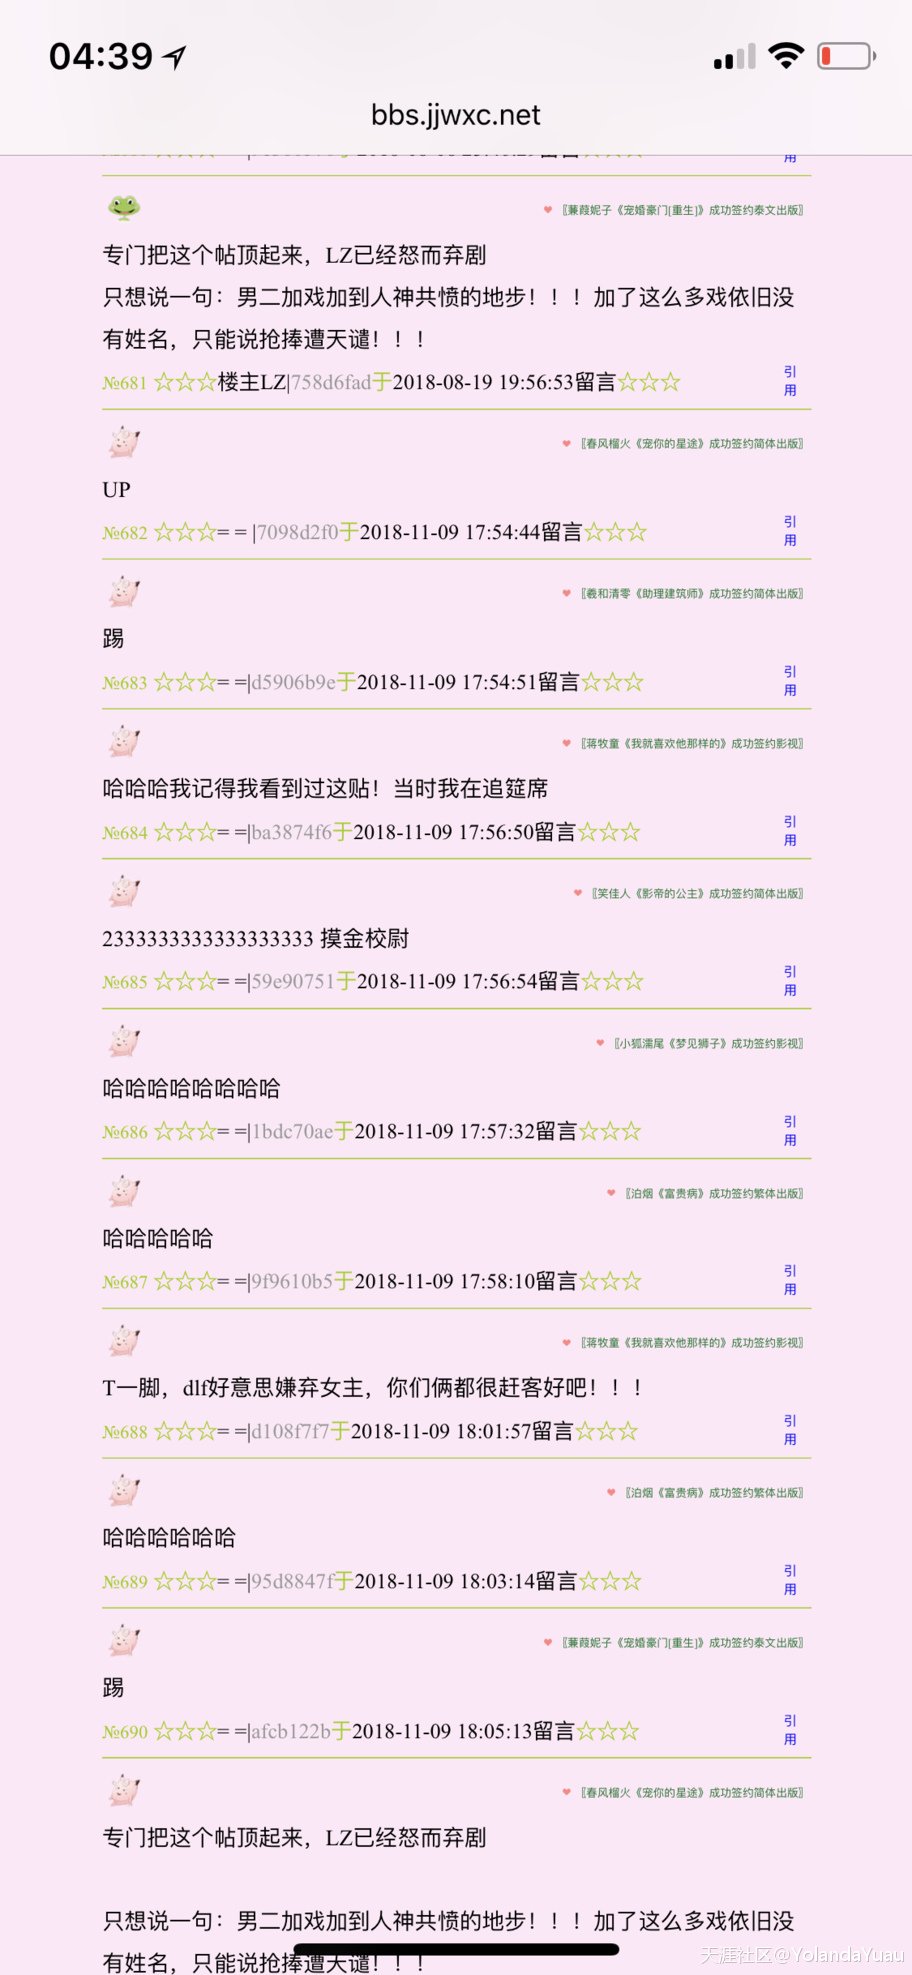 04:39
bbs.jjwxc.net
用
♥ 〖蒹葭妮子《宠婚豪门[重生]》成功签约泰文出版〗
专门把这个帖顶起来，LZ已经怒而弃剧
只想说一句：男二加戏加到人神共愤的地步！！！加了这么多戏依旧没
有姓名，只能说抢捧遭天谴！！！
№681 ☆☆☆楼主LZ|758d6fad于2018-08-19 19:56:53留言☆☆☆ 引用
♥ 〖春风榴火《宠你的星途》成功签约简体出版〗
UP
№682 ☆☆☆= = |7098d2f0于2018-11-09 17:54:44留言☆☆☆ 引用
♥ 〖羲和清零《助理建筑师》成功签约简体出版〗
踢
№683 ☆☆☆= =|d5906b9e于2018-11-09 17:54:51留言☆☆☆ 引用
♥ 〖蒋牧童《我就喜欢他那样的》成功签约影视〗
哈哈哈我记得我看到过这贴！当时我在追筵席
№684 ☆☆☆= =|ba3874f6于2018-11-09 17:56:50留言☆☆☆ 引用
♥ 〖笑佳人《影帝的公主》成功签约简体出版〗
2333333333333333333 摸金校尉
№685 ☆☆☆= =|59e90751于2018-11-09 17:56:54留言☆☆☆ 引用
♥ 〖小狐濡尾《梦见狮子》成功签约影视〗
哈哈哈哈哈哈哈哈
№686 ☆☆☆= =|1bdc70ae于2018-11-09 17:57:32留言☆☆☆ 引用
♥ 〖泊烟《富贵病》成功签约繁体出版〗
哈哈哈哈哈
№687 ☆☆☆= =|9f9610b5于2018-11-09 17:58:10留言☆☆☆ 引用
♥ 〖蒋牧童《我就喜欢他那样的》成功签约影视〗
T一脚，dlf好意思嫌弃女主，你们俩都很赶客好吧！！！
№688 ☆☆☆= =|d108f7f7于2018-11-09 18:01:57留言☆☆☆ 引用
♥ 〖泊烟《富贵病》成功签约繁体出版〗
哈哈哈哈哈哈
№689 ☆☆☆= =|95d8847f于2018-11-09 18:03:14留言☆☆☆ 引用
♥ 〖蒹葭妮子《宠婚豪门[重生]》成功签约泰文出版〗
踢
№690 ☆☆☆= =|afcb122b于2018-11-09 18:05:13留言☆☆☆ 引用
♥ 〖春风榴火《宠你的星途》成功签约简体出版〗
专门把这个帖顶起来，LZ已经怒而弃剧
只想说一句：男二加戏加到人神共愤的地步！！！加了这么多戏依旧没
有姓名，只能说抢捧遭天谴！！！
天涯社区@YolandaYuau